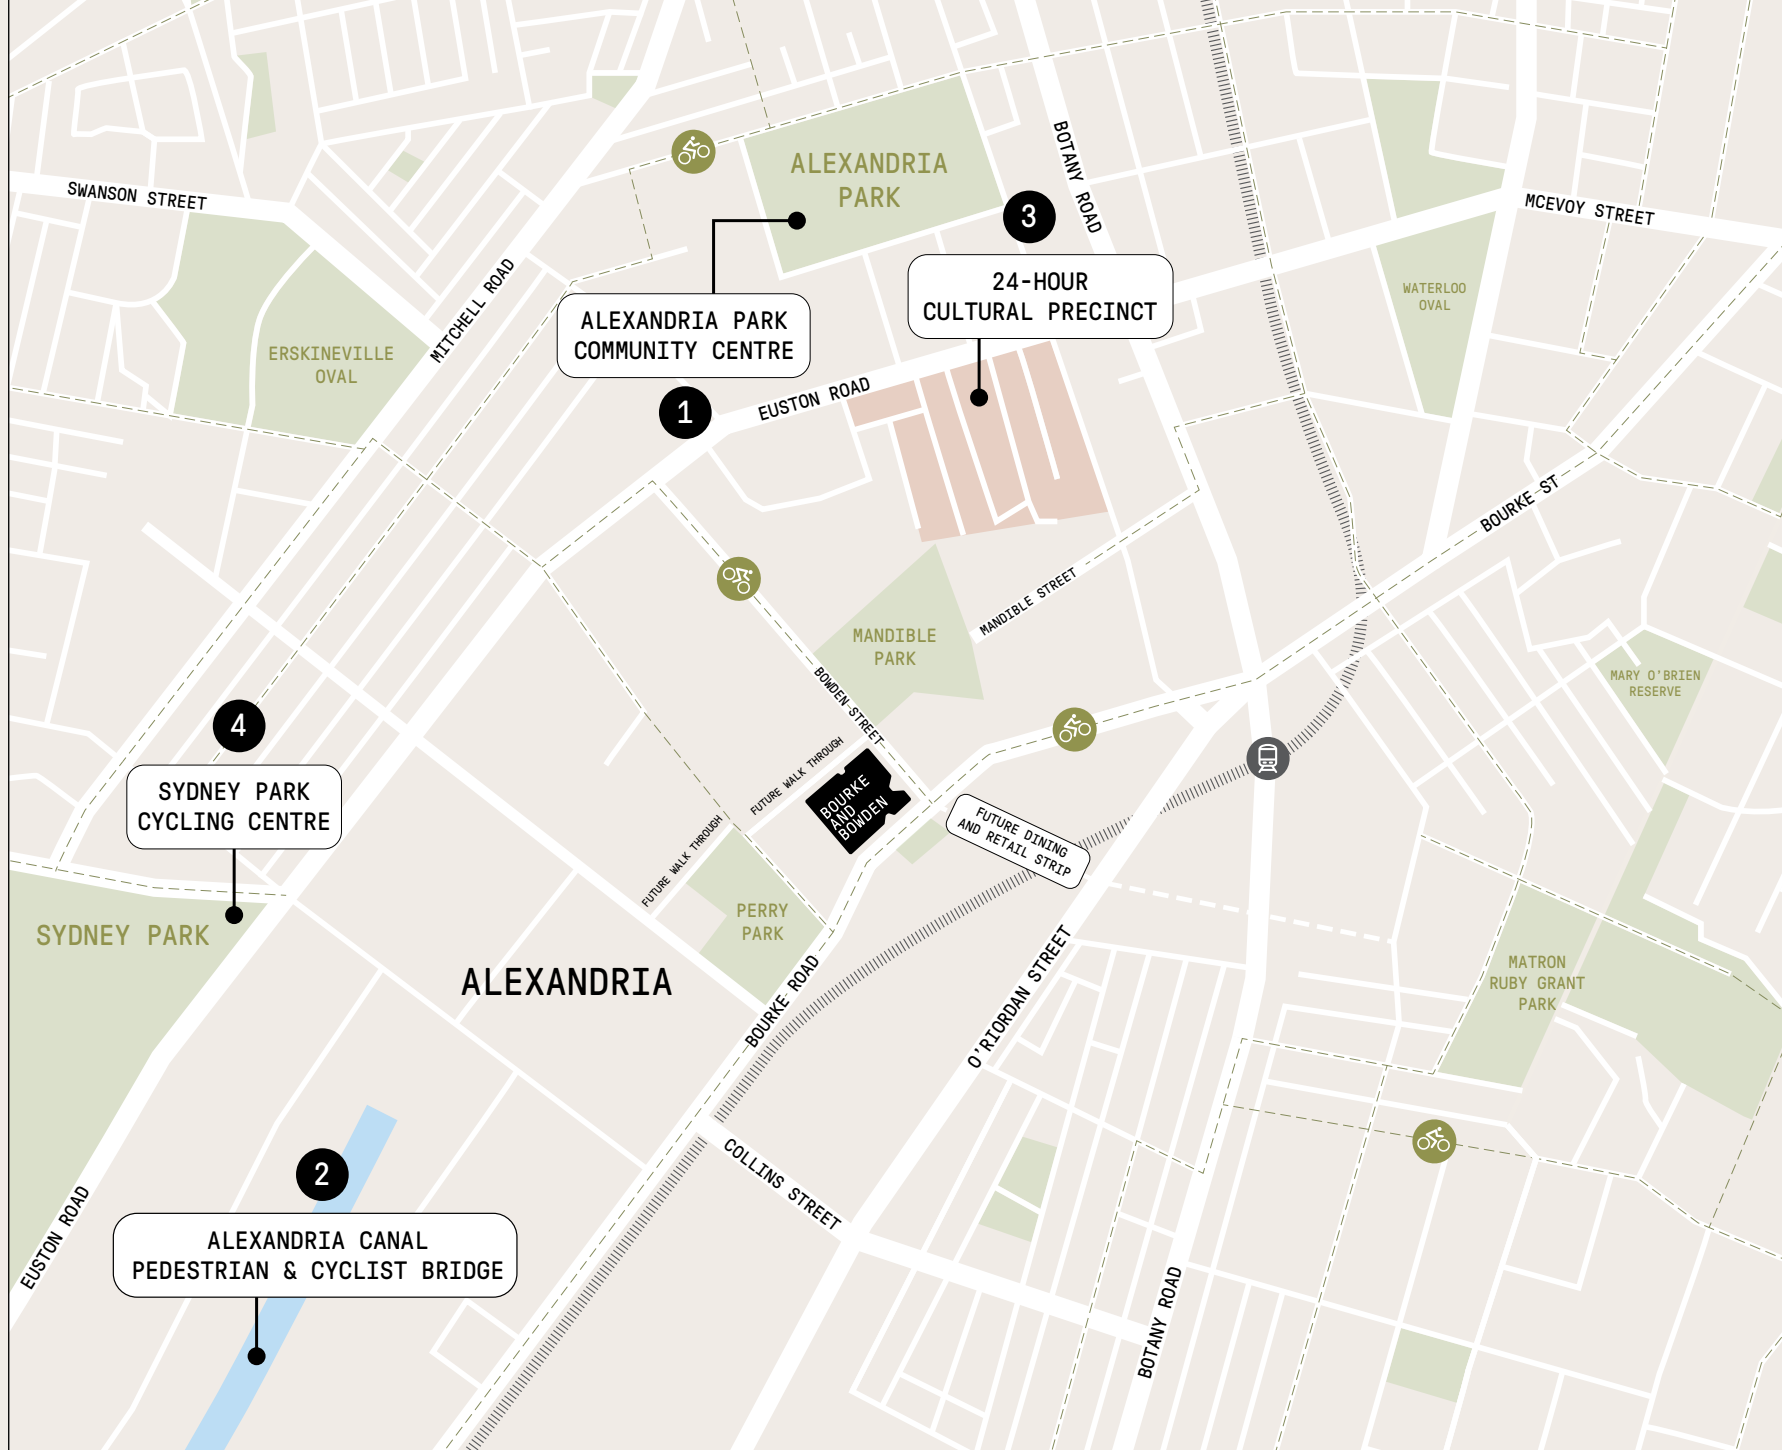 SWANSON STREET
MITCHELL ROAD
ERSKINEVILLE
OVAL
ALEXANDRIA
PARK
3
BOTANY ROAD
MCEVOY STREET
24-HOUR
CULTURAL PRECINCT
WATERLOO
OVAL
ALEXANDRIA PARK
COMMUNITY CENTRE
1
EUSTON ROAD
BOURKE ST
MANDIBLE STREET
MANDIBLE
PARK
BOWDEN STREET
MARY O'BRIEN
RESERVE
4
SYDNEY PARK
CYCLING CENTRE
FUTURE WALK THROUGH
BOURKE
AND
BOWDEN
FUTURE DINING
AND RETAIL STRIP
FUTURE WALK THROUGH
PERRY
PARK
SYDNEY PARK
ALEXANDRIA
BOURKE ROAD
O'RIORDAN STREET
MATRON
RUBY GRANT
PARK
2
COLLINS STREET
EUSTON ROAD
ALEXANDRIA CANAL
PEDESTRIAN & CYCLIST BRIDGE
BOTANY ROAD